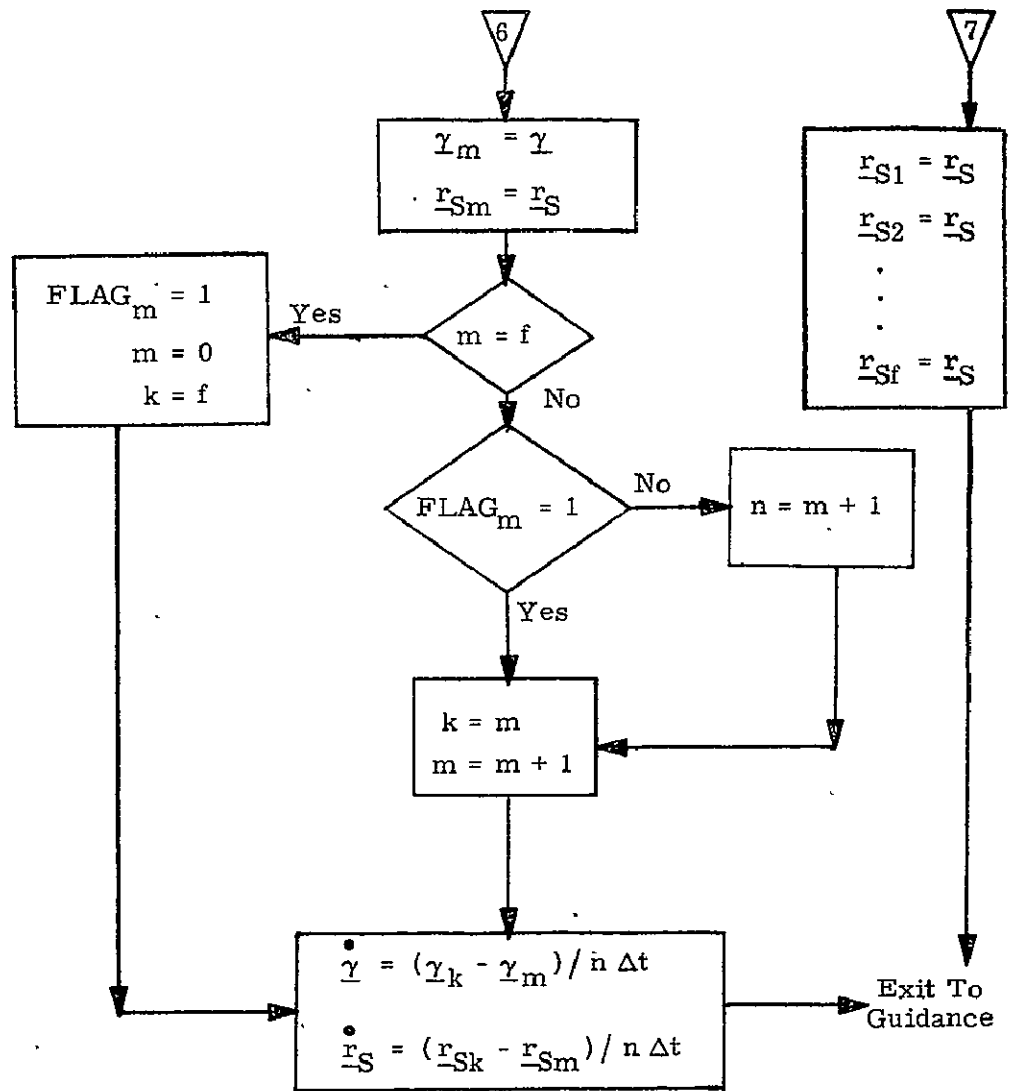 6
γ_m = γ
r_Sm = r_S
m = f
Yes
FLAG_m = 1
m = 0
k = f
No
FLAG_m = 1
No
n = m + 1
Yes
k = m
m = m + 1
γ̇ = (γ_k - γ_m) / n Δt
ṙ_S = (r_Sk - r_Sm) / n Δt
7
r_S1 = r_S
r_S2 = r_S
.
.
.
r_Sf = r_S
Exit To
Guidance